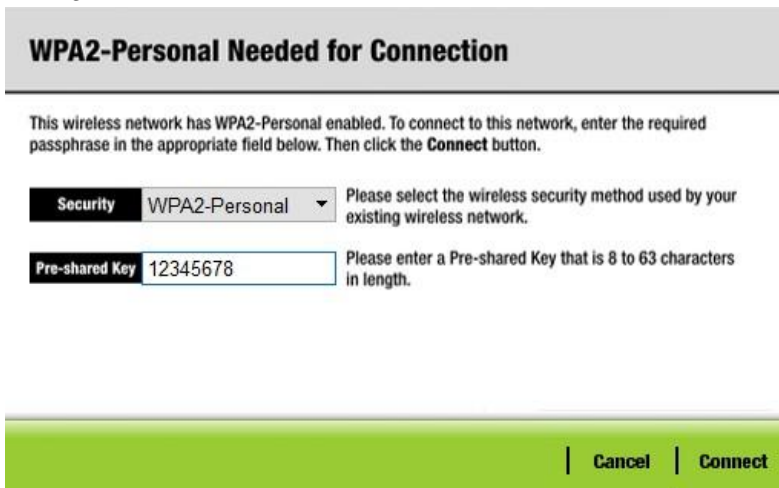 WPA2-Personal Needed for Connection
This wireless network has WPA2-Personal enabled. To connect to this network, enter the required
passphrase in the appropriate field below. Then click the Connect button.
Security WPA2-Personal Please select the wireless security method used by your
existing wireless network.
Pre-shared Key 12345678 Please enter a Pre-shared Key that is 8 to 63 characters
in length.
Cancel Connect